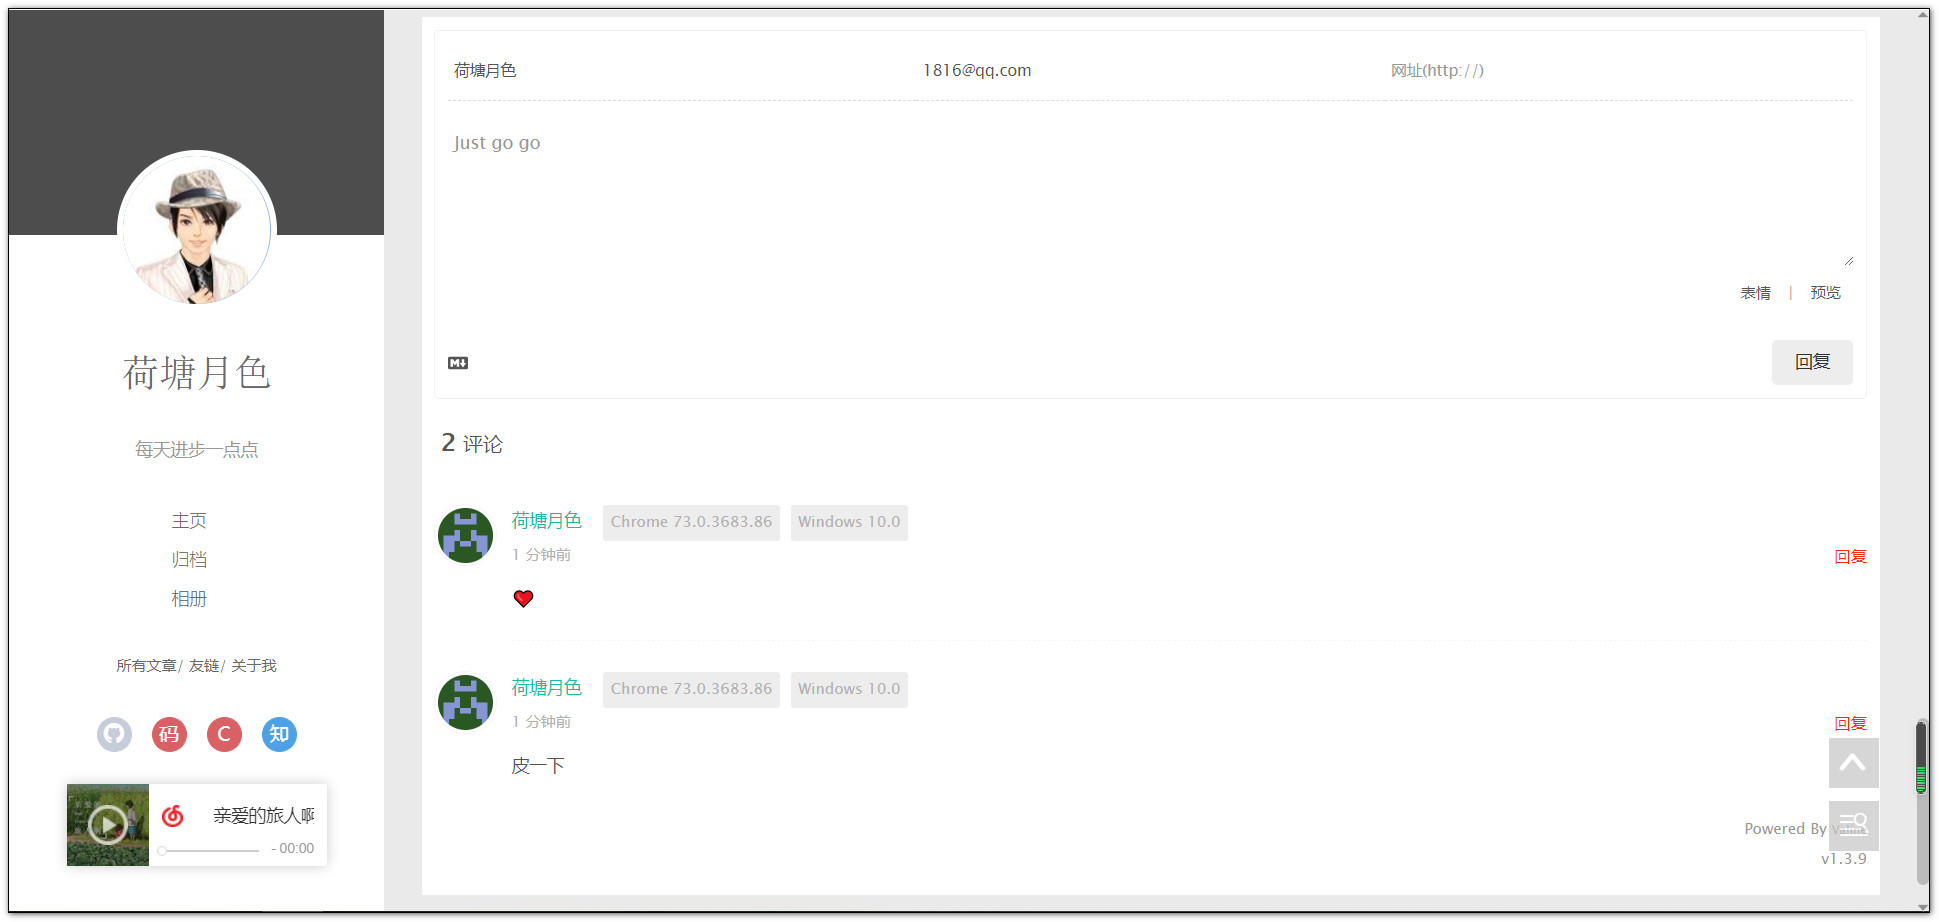 荷塘月色
每天进步一点点
主页
归档
相册
所有文章/ 友链/ 关于我
码 C 知
亲爱的旅人啊
- 00:00
荷塘月色 1816@qq.com 网址(http://)
Just go go
表情 | 预览
M↓ 回复
2 评论
荷塘月色 Chrome 73.0.3683.86 Windows 10.0
1 分钟前 回复
荷塘月色 Chrome 73.0.3683.86 Windows 10.0
1 分钟前 回复
皮一下
Powered By
v1.3.9